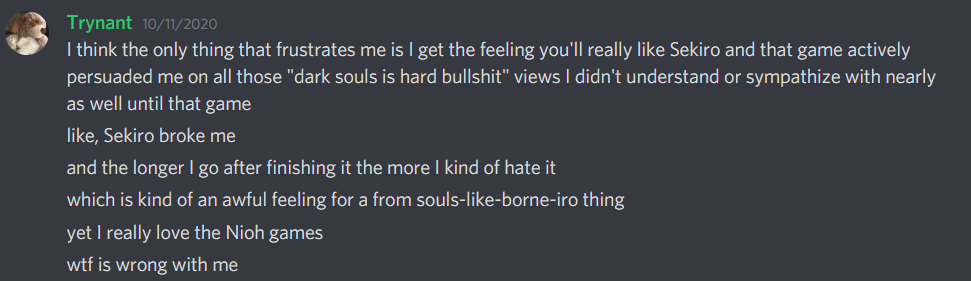 Trynant 10/11/2020
I think the only thing that frustrates me is I get the feeling you'll really like Sekiro and that game actively
persuaded me on all those "dark souls is hard bullshit" views I didn't understand or sympathize with nearly
as well until that game
like, Sekiro broke me
and the longer I go after finishing it the more I kind of hate it
which is kind of an awful feeling for a from souls-like-borne-iro thing
yet I really love the Nioh games
wtf is wrong with me